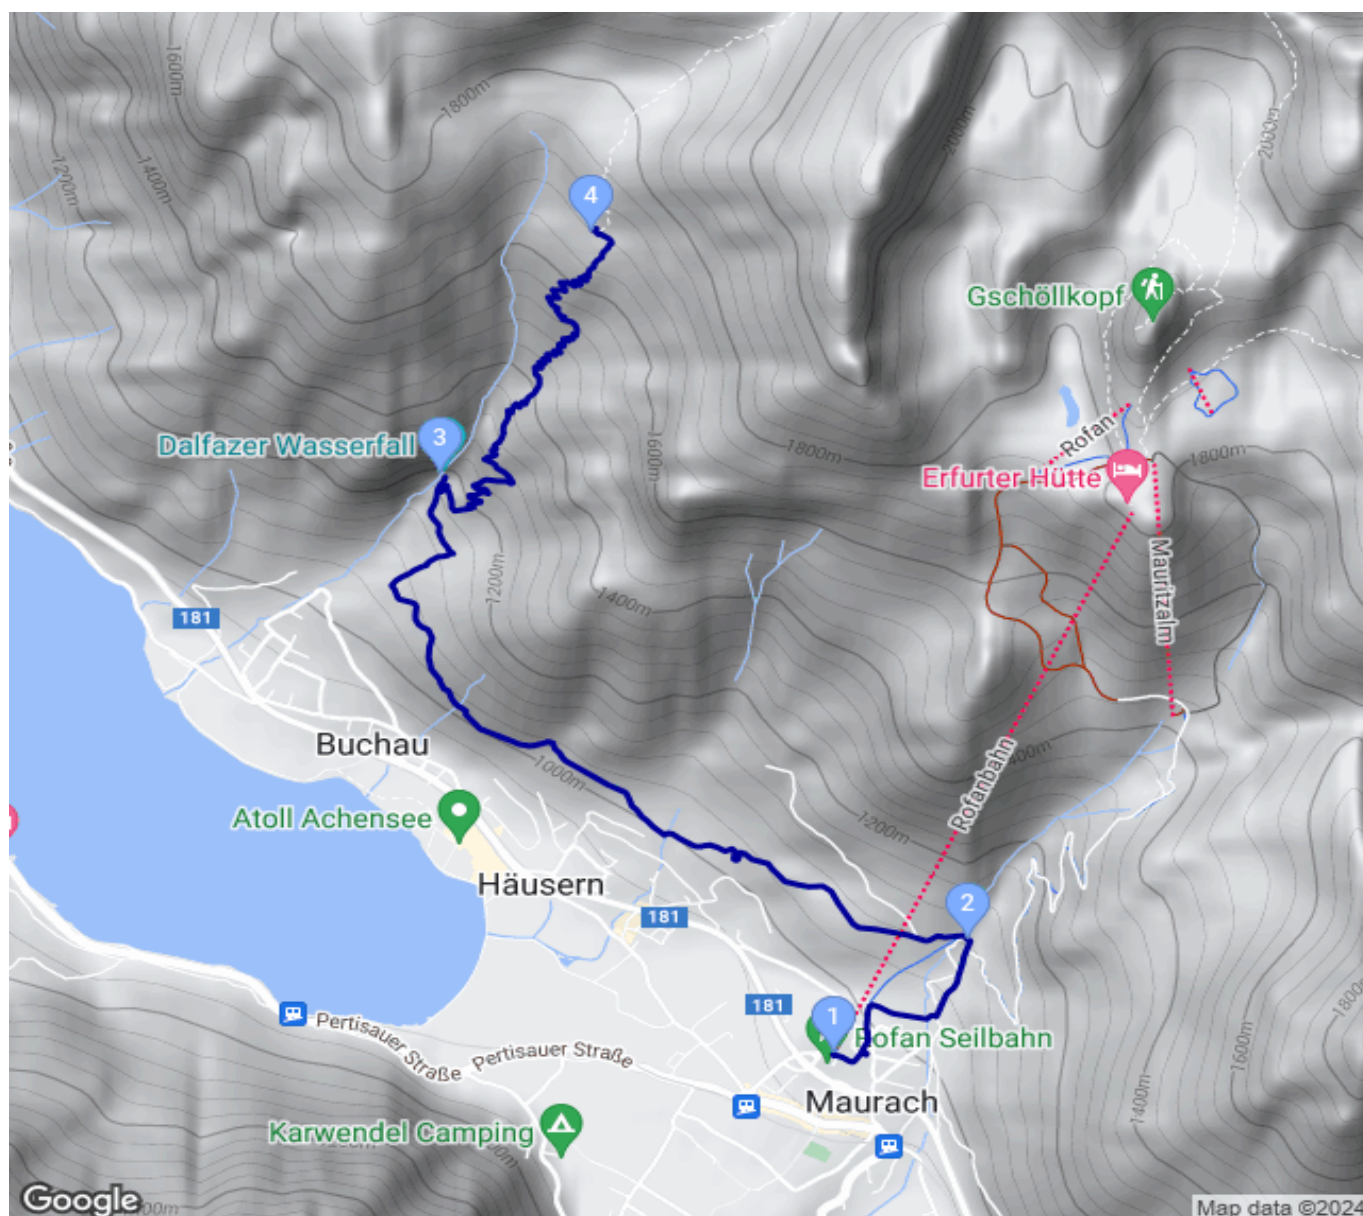 1600m
1800m
1200m
1400m
2000m
2000m
4
Gschöllkopf
3
Dalfazer Wasserfall
Rofan
1800m
1800m
1600m
Erfurter Hütte
Mauritzalm
1200m
1400m
181
Buchau
Rofanbahn
1000m
Atoll Achensee
1200m
Häusern
181
2
181
1
Rofan Seilbahn
Pertisauer Straße
Pertisauer Straße
Maurach
1400m
1600m
Karwendel Camping
Google
Map data ©2024